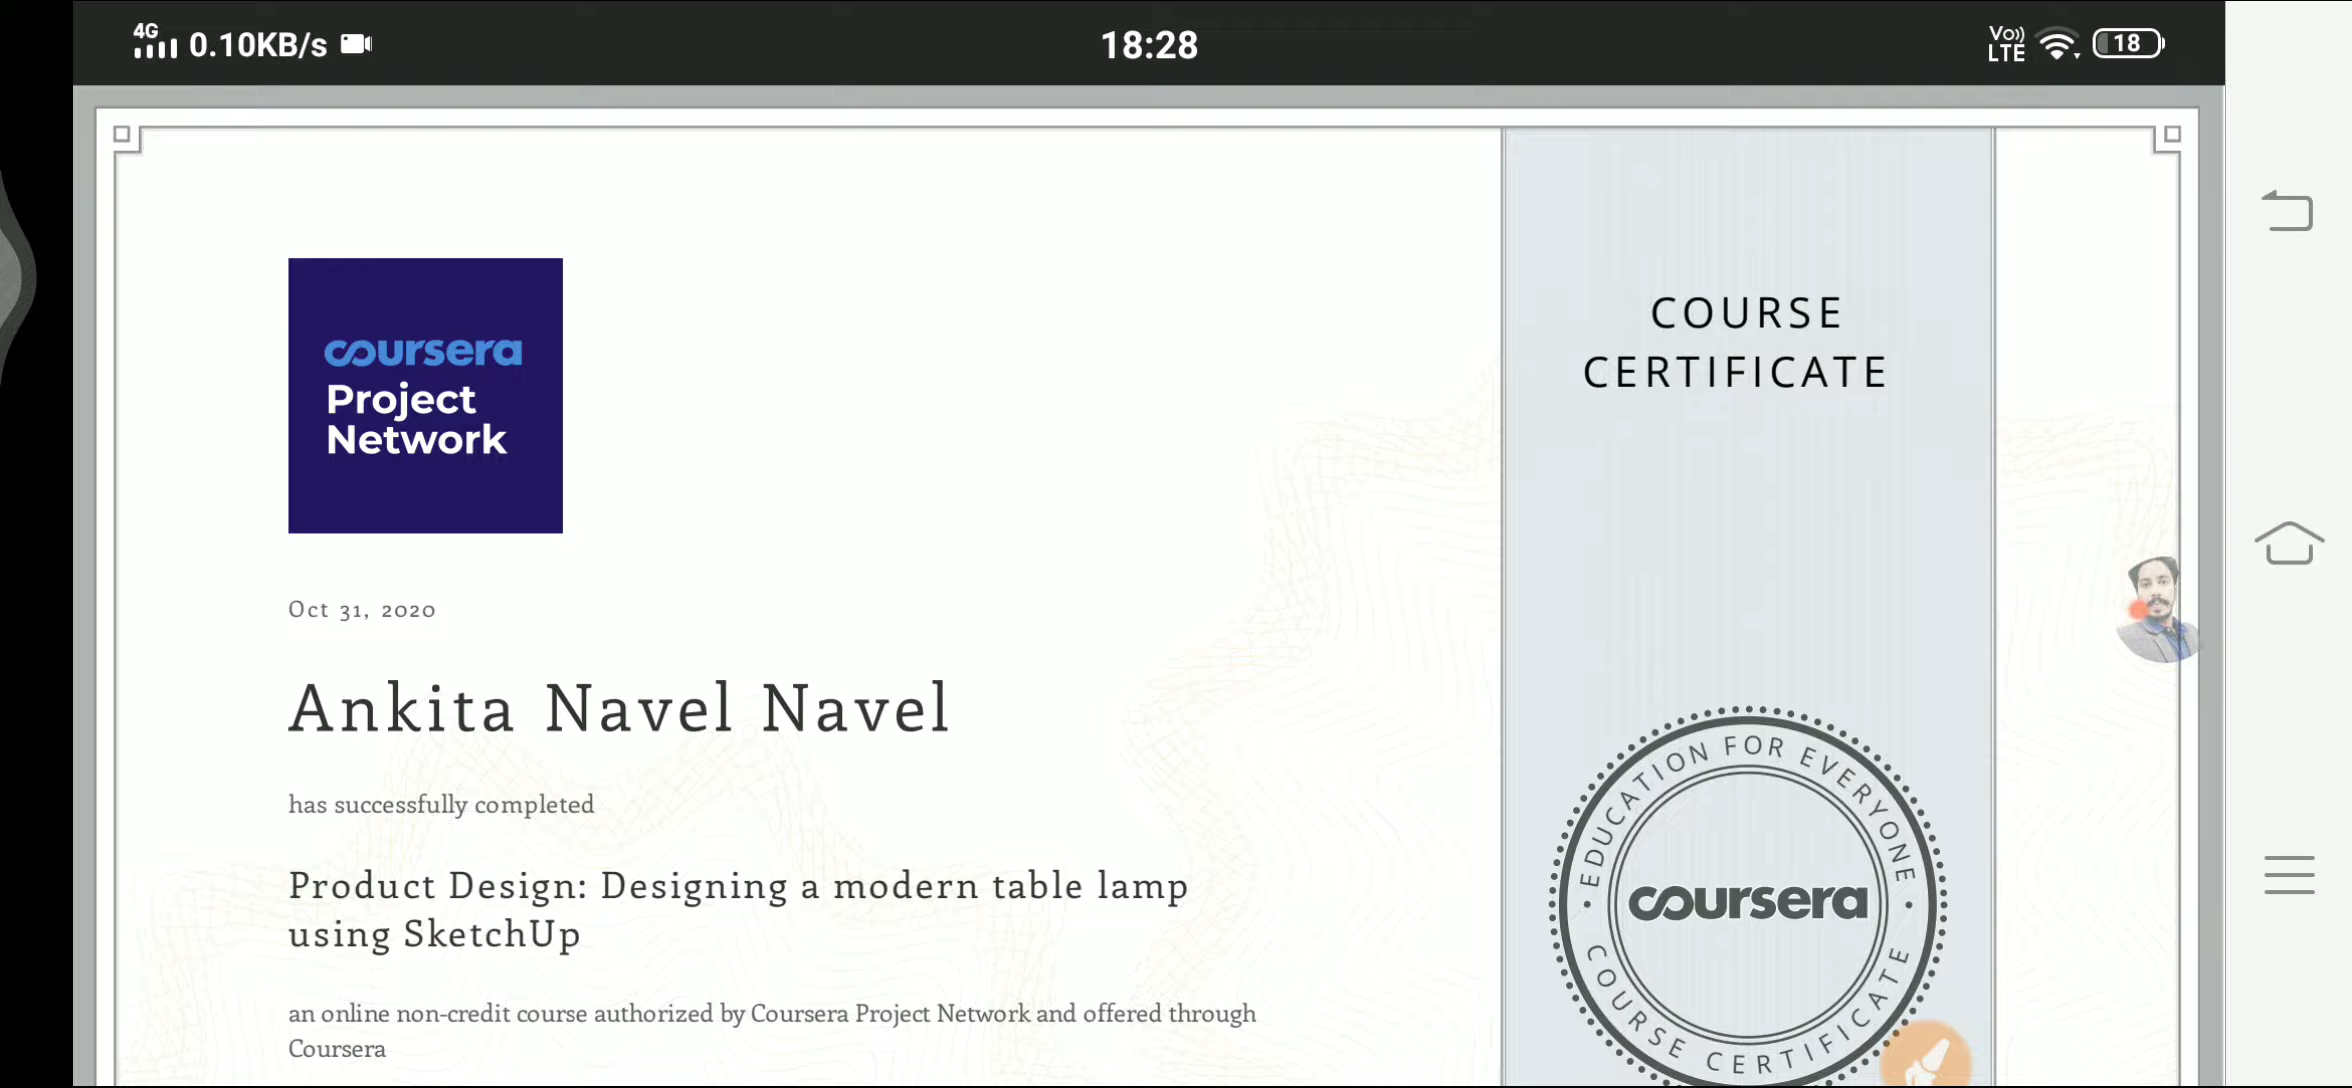 4G 0.10KB/s 18:28 Vo)) LTE 18
COURSE
CERTIFICATE
coursera
Project
Network
Oct 31, 2020
Ankita Navel Navel
has successfully completed
Product Design: Designing a modern table lamp
using SketchUp
an online non-credit course authorized by Coursera Project Network and offered through
Coursera
EDUCATION FOR EVERYONE
coursera
COURSE CERTIFICATE